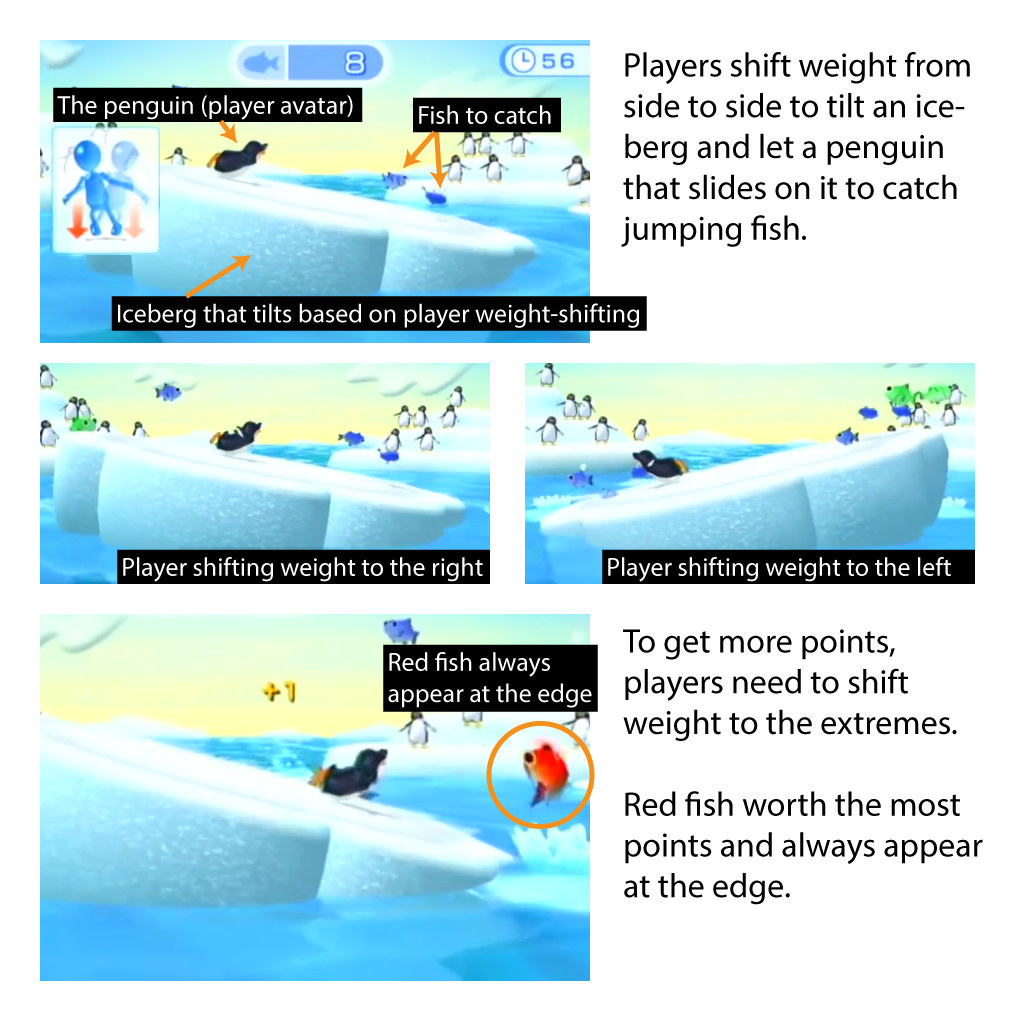 8
56
The penguin (player avatar)
Fish to catch
Iceberg that tilts based on player weight-shifting
Players shift weight from
side to side to tilt an ice-
berg and let a penguin
that slides on it to catch
jumping fish.
Player shifting weight to the right
Player shifting weight to the left
Red fish always
appear at the edge
+1
To get more points,
players need to shift
weight to the extremes.
Red fish worth the most
points and always appear
at the edge.